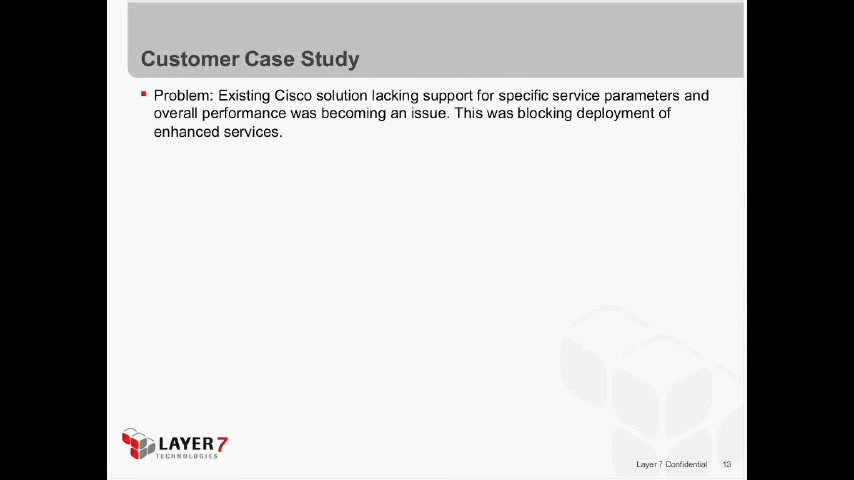 Customer Case Study
Problem: Existing Cisco solution lacking support for specific service parameters and
overall performance was becoming an issue. This was blocking deployment of
enhanced services.
LAYER 7
TECHNOLOGIES
Layer 7 Confidential 13